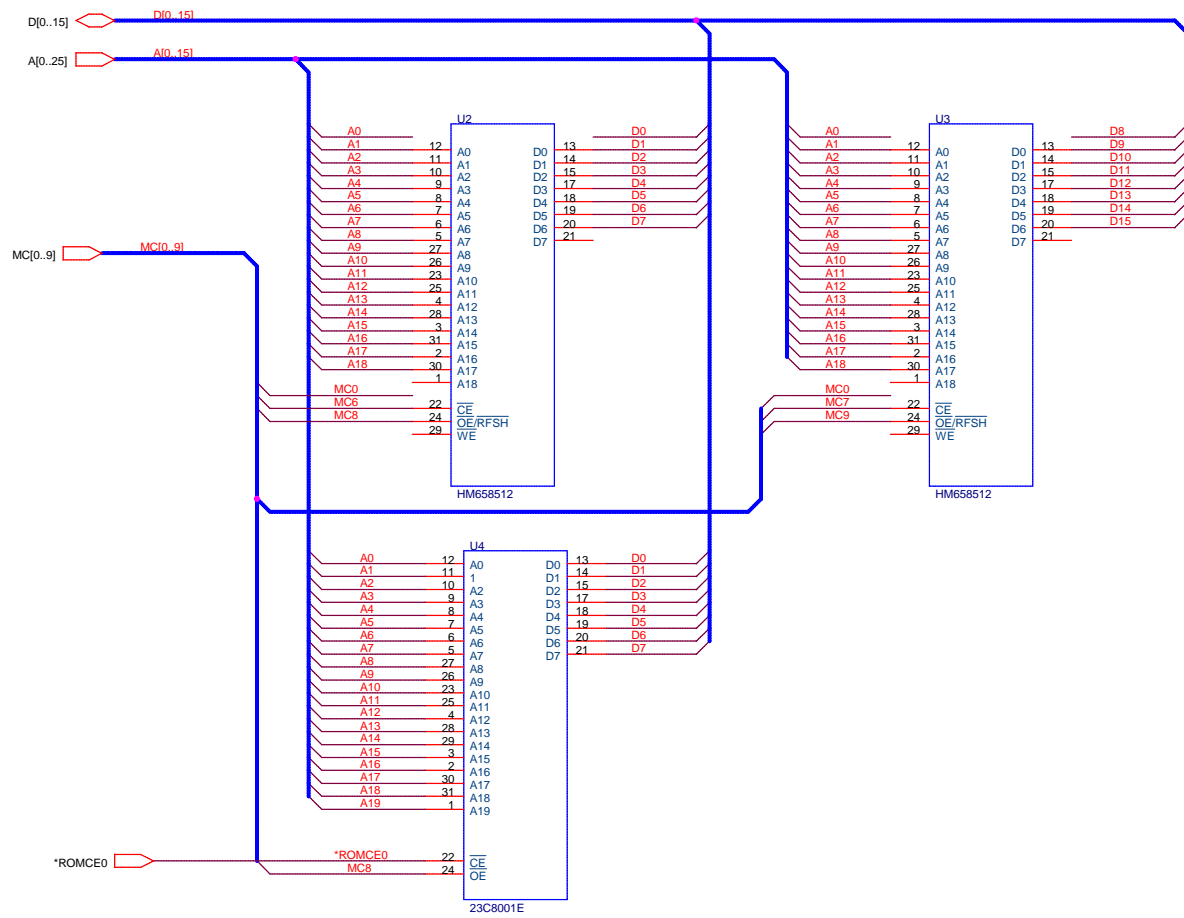 D[0..15] D[0..15]
A[0..25] A[0..15]
MC[0..9] MC[0..9]
U2
A0 D0
A1 12 A0 D0 13 D1
A2 11 A1 D1 14 D2
A3 10 A2 D2 15 D3
A4 9 A3 D3 17 D4
A5 8 A4 D4 18 D5
A6 7 A5 D5 19 D6
A7 6 A6 D6 20 D7
A8 5 A7 D7 21
A9 27 A8
A10 26 A9
A11 23 A10
A12 25 A11
A13 4 A12
A14 28 A13
A15 3 A14
A16 31 A15
A17 2 A16
A18 30 A17
1 A18
MC0
MC6 22 CE
MC8 24 OE/RFSH
29 WE
HM658512
U3
A0 D8
A1 12 A0 D0 13 D9
A2 11 A1 D1 14 D10
A3 10 A2 D2 15 D11
A4 9 A3 D3 17 D12
A5 8 A4 D4 18 D13
A6 7 A5 D5 19 D14
A7 6 A6 D6 20 D15
A8 5 A7 D7 21
A9 27 A8
A10 26 A9
A11 23 A10
A12 25 A11
A13 4 A12
A14 28 A13
A15 3 A14
A16 31 A15
A17 2 A16
A18 30 A17
1 A18
MC0
MC7 22 CE
MC9 24 OE/RFSH
29 WE
HM658512
U4
A0 12 A0 D0 13 D0
A1 11 1 D1 14 D1
A2 10 A2 D2 15 D2
A3 9 A3 D3 17 D3
A4 8 A4 D4 18 D4
A5 7 A5 D5 19 D5
A6 6 A6 D6 20 D6
A7 5 A7 D7 21 D7
A8 27 A8
A9 26 A9
A10 23 A10
A11 25 A11
A12 4 A12
A13 28 A13
A14 29 A14
A15 3 A15
A16 2 A16
A17 30 A17
A18 31 A18
A19 1 A19
*ROMCE0 *ROMCE0 22 CE
MC8 24 OE
23C8001E